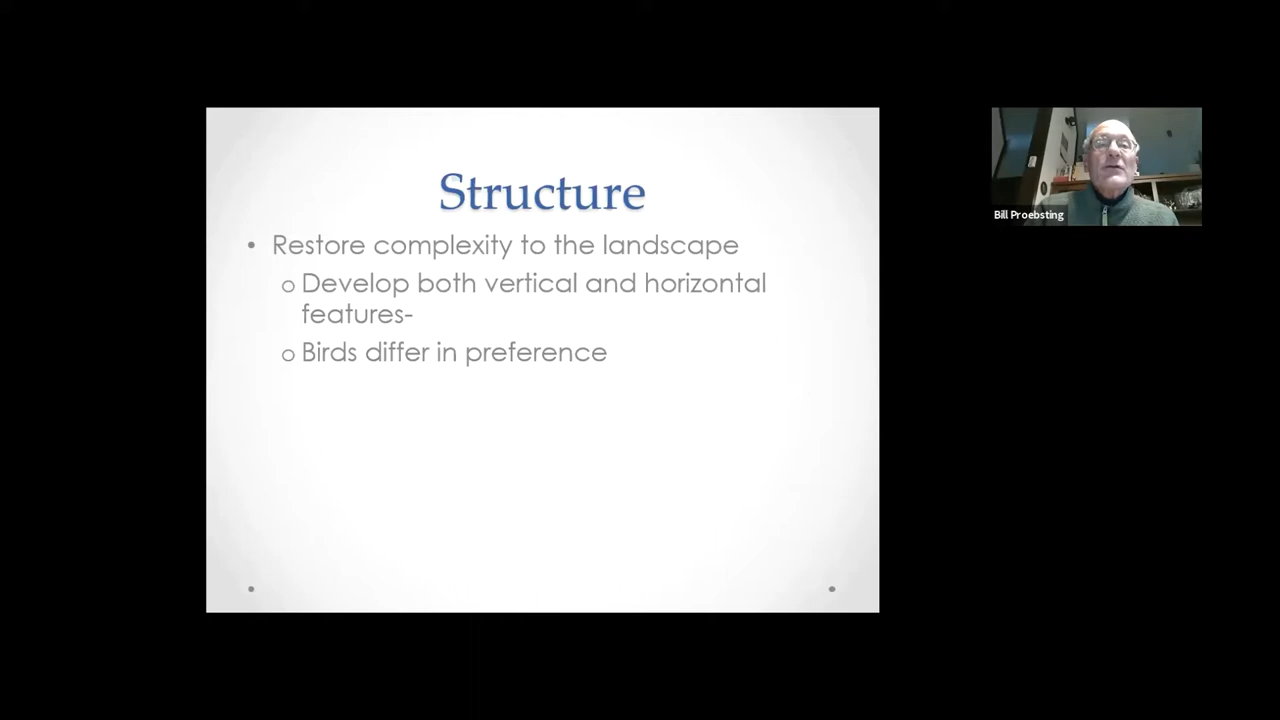 Structure
• Restore complexity to the landscape
o Develop both vertical and horizontal
features-
o Birds differ in preference
Bill Proebsting